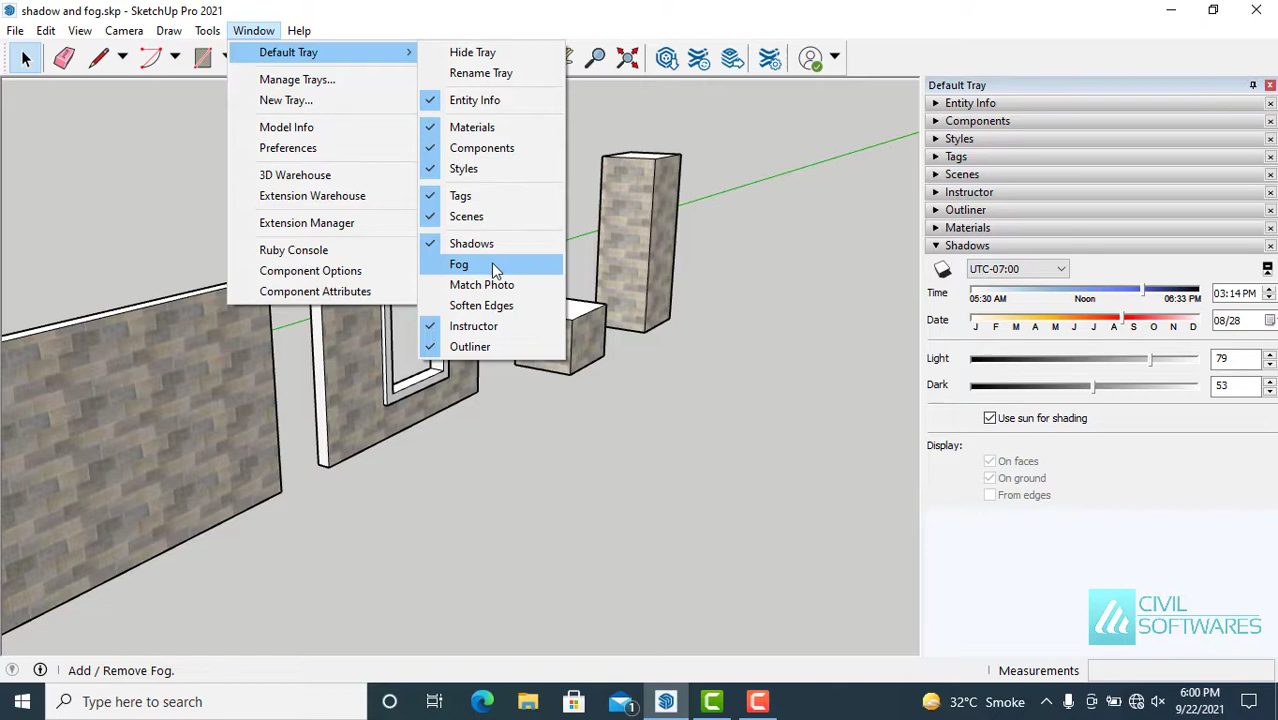 shadow and fog.skp - SketchUp Pro 2021
File Edit View Camera Draw Tools Window Help
Default Tray
Manage Trays...
New Tray...
Model Info
Preferences
3D Warehouse
Extension Warehouse
Extension Manager
Ruby Console
Component Options
Component Attributes
Hide Tray
Rename Tray
Entity Info
Materials
Components
Styles
Tags
Scenes
Shadows
Fog
Match Photo
Soften Edges
Instructor
Outliner
Default Tray
Entity Info
Components
Styles
Tags
Scenes
Instructor
Outliner
Materials
Shadows
UTC-07:00
Time 05:30 AM Noon 06:33 PM 03:14 PM
Date J F M A M J J A S O N D 08/28
Light 79
Dark 53
Use sun for shading
Display:
On faces
On ground
From edges
CIVIL
SOFTWARES
Add / Remove Fog.
Measurements
Type here to search
1
32°C Smoke
6:00 PM
9/22/2021